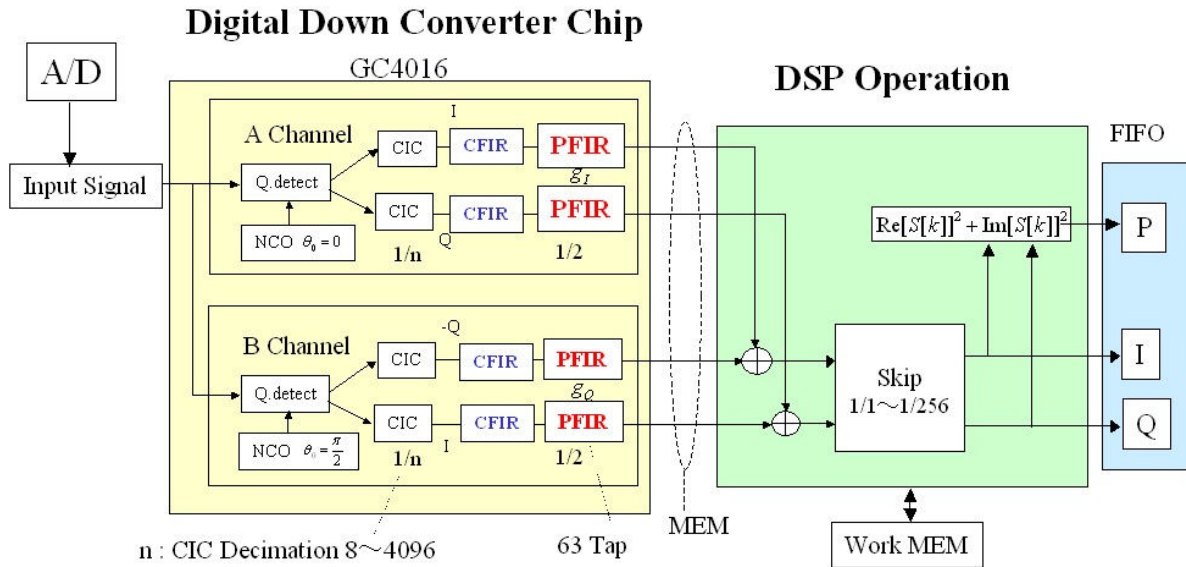 Digital Down Converter Chip
GC4016
A/D
Input Signal
A Channel
I
Q.detect
CIC
CFIR
PFIR
g_I
CIC
CFIR
PFIR
Q
NCO θ₀ = 0
1/n
1/2
B Channel
-Q
Q.detect
CIC
CFIR
PFIR
g_Q
CIC
CFIR
PFIR
I
NCO θ₀ = π/2
1/n
1/2
n : CIC Decimation 8～4096
63 Tap
MEM
DSP Operation
Re[S[k]]² + Im[S[k]]²
Skip
1/1～1/256
Work MEM
FIFO
P
I
Q